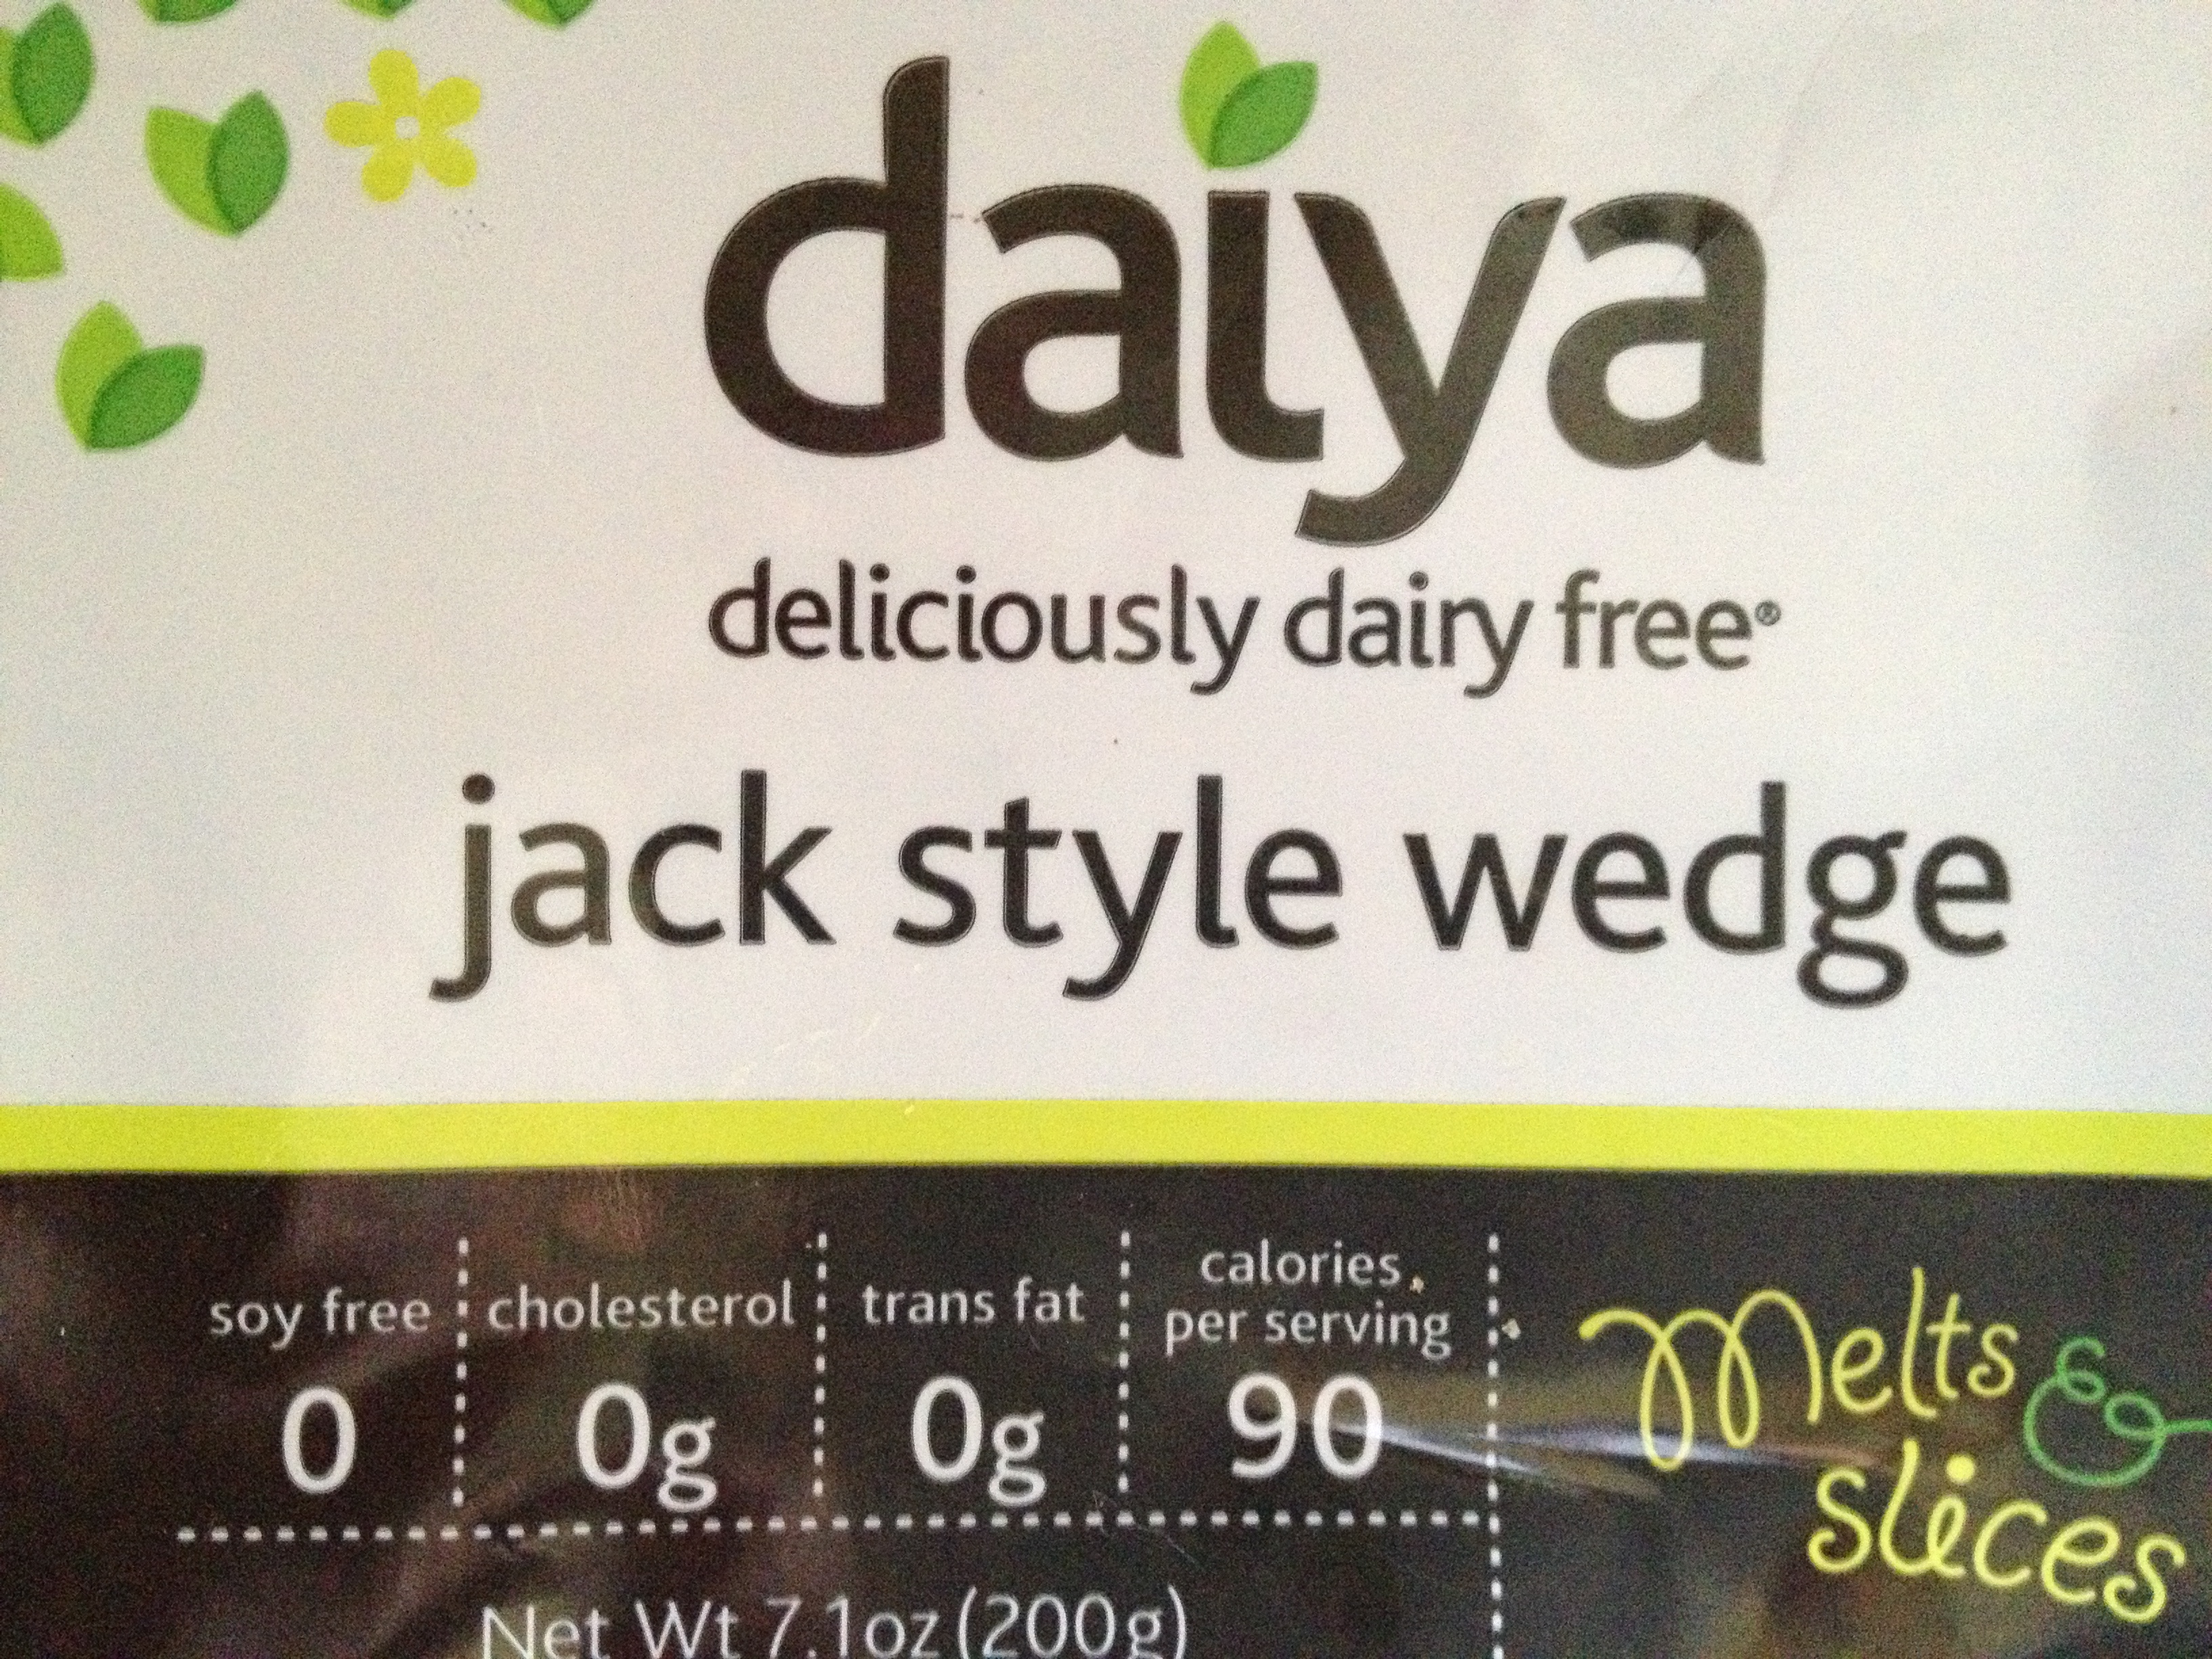 daiya
deliciously dairy free®
jack style wedge
soy free
0
cholesterol
0g
trans fat
0g
calories
per serving
90
Melts &
slices
Net Wt 7.1oz (200g)